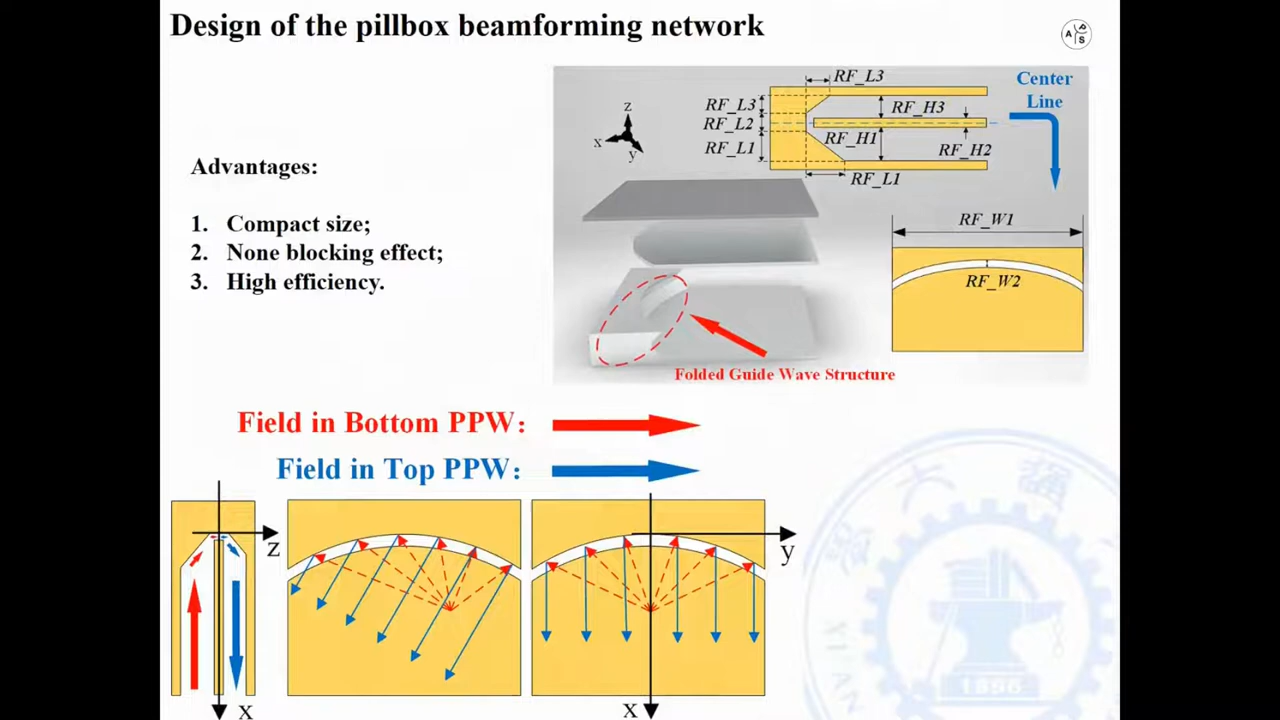 Design of the pillbox beamforming network
A P S
Advantages:
1. Compact size;
2. None blocking effect;
3. High efficiency.
z
x
y
RF_L3
RF_L3
RF_H3
RF_L2
RF_H1
RF_L1
RF_H2
RF_L1
Center
Line
RF_W1
RF_W2
Folded Guide Wave Structure
Field in Bottom PPW:
Field in Top PPW:
z
x
y
x
1896